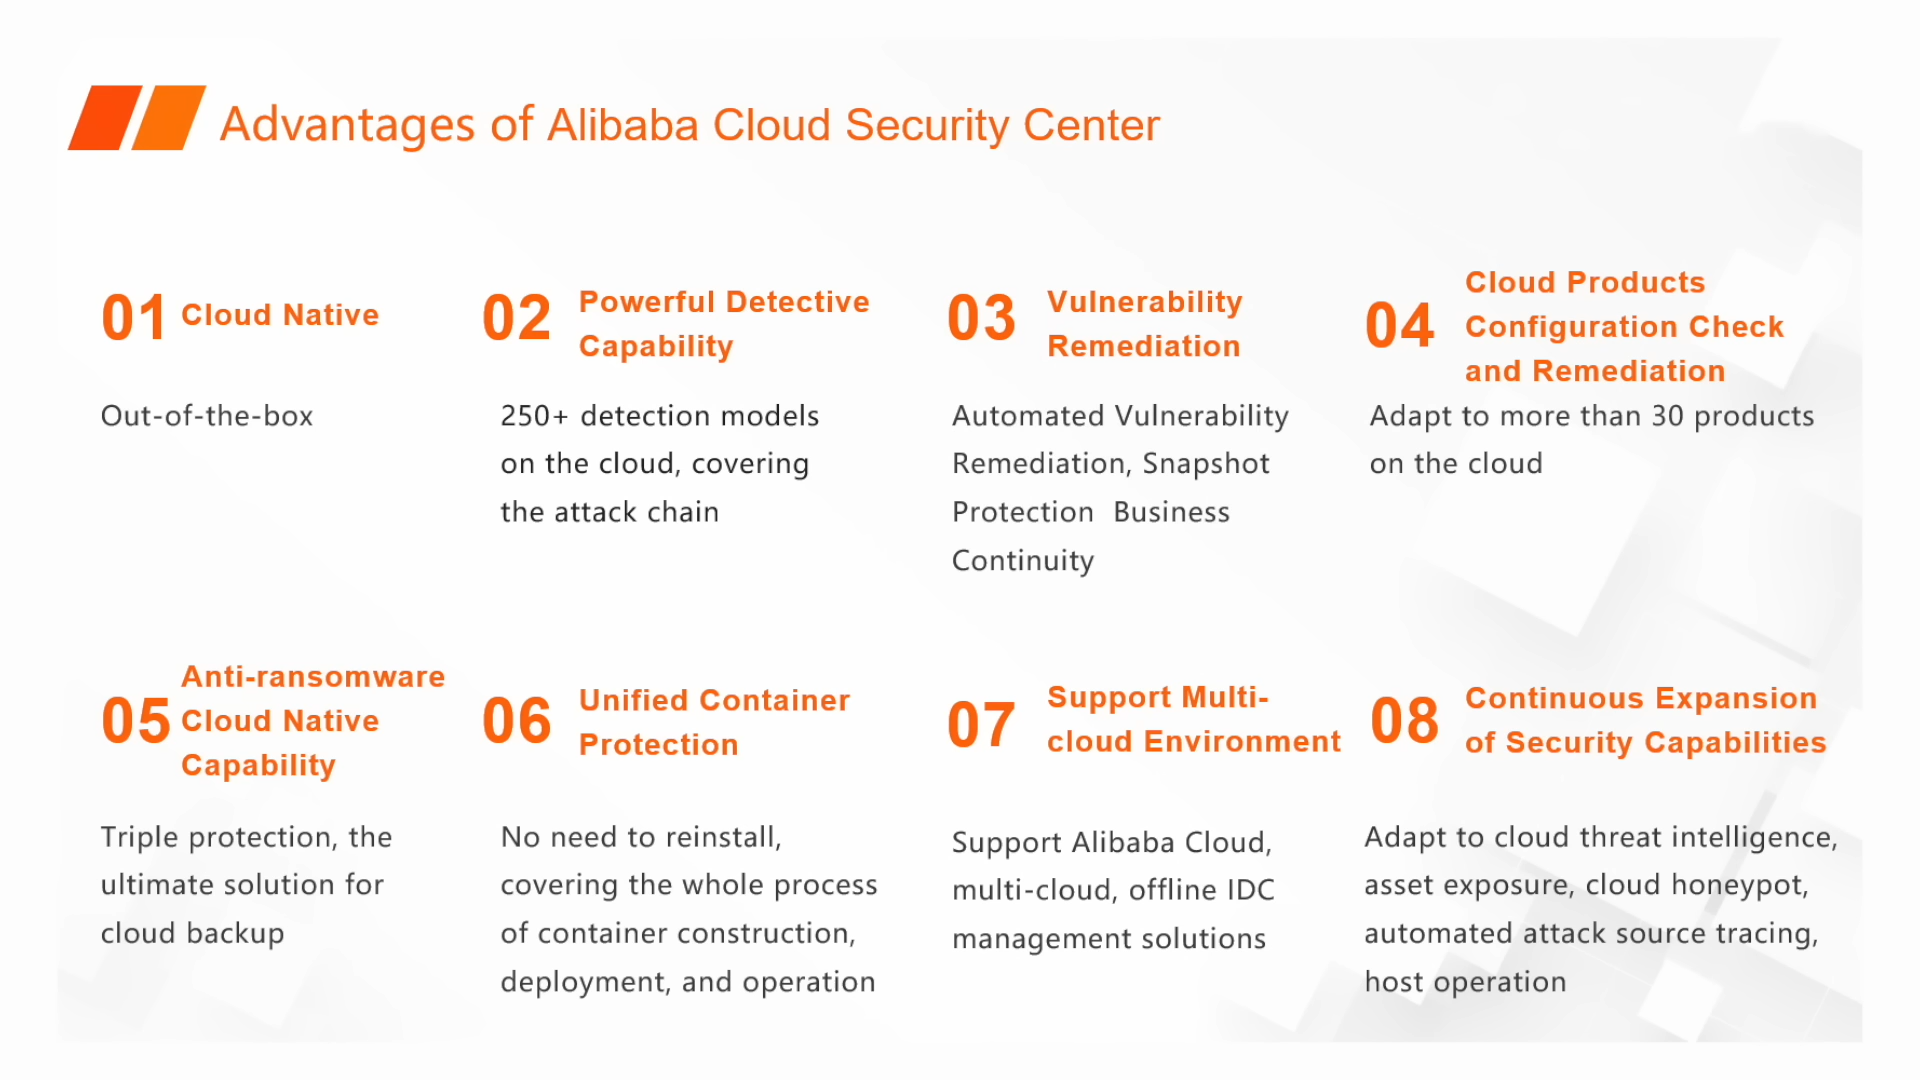 Advantages of Alibaba Cloud Security Center
01 Cloud Native
Out-of-the-box
02 Powerful Detective
Capability
250+ detection models
on the cloud, covering
the attack chain
03 Vulnerability
Remediation
Automated Vulnerability
Remediation, Snapshot
Protection  Business
Continuity
04 Cloud Products
Configuration Check
and Remediation
Adapt to more than 30 products
on the cloud
05 Anti-ransomware
Cloud Native
Capability
Triple protection, the
ultimate solution for
cloud backup
06 Unified Container
Protection
No need to reinstall,
covering the whole process
of container construction,
deployment, and operation
07 Support Multi-
cloud Environment
Support Alibaba Cloud,
multi-cloud, offline IDC
management solutions
08 Continuous Expansion
of Security Capabilities
Adapt to cloud threat intelligence,
asset exposure, cloud honeypot,
automated attack source tracing,
host operation